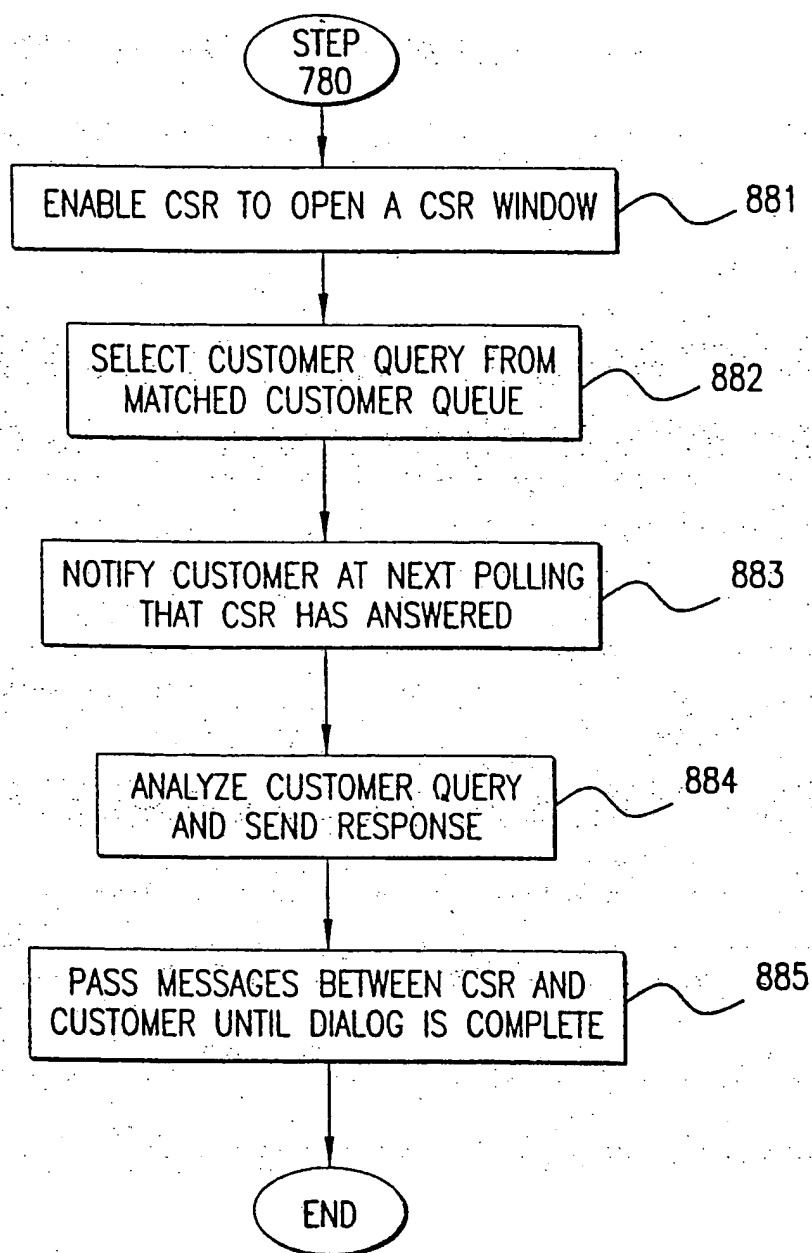 STEP
780
ENABLE CSR TO OPEN A CSR WINDOW
881
SELECT CUSTOMER QUERY FROM
MATCHED CUSTOMER QUEUE
882
NOTIFY CUSTOMER AT NEXT POLLING
THAT CSR HAS ANSWERED
883
ANALYZE CUSTOMER QUERY
AND SEND RESPONSE
884
PASS MESSAGES BETWEEN CSR AND
CUSTOMER UNTIL DIALOG IS COMPLETE
885
END